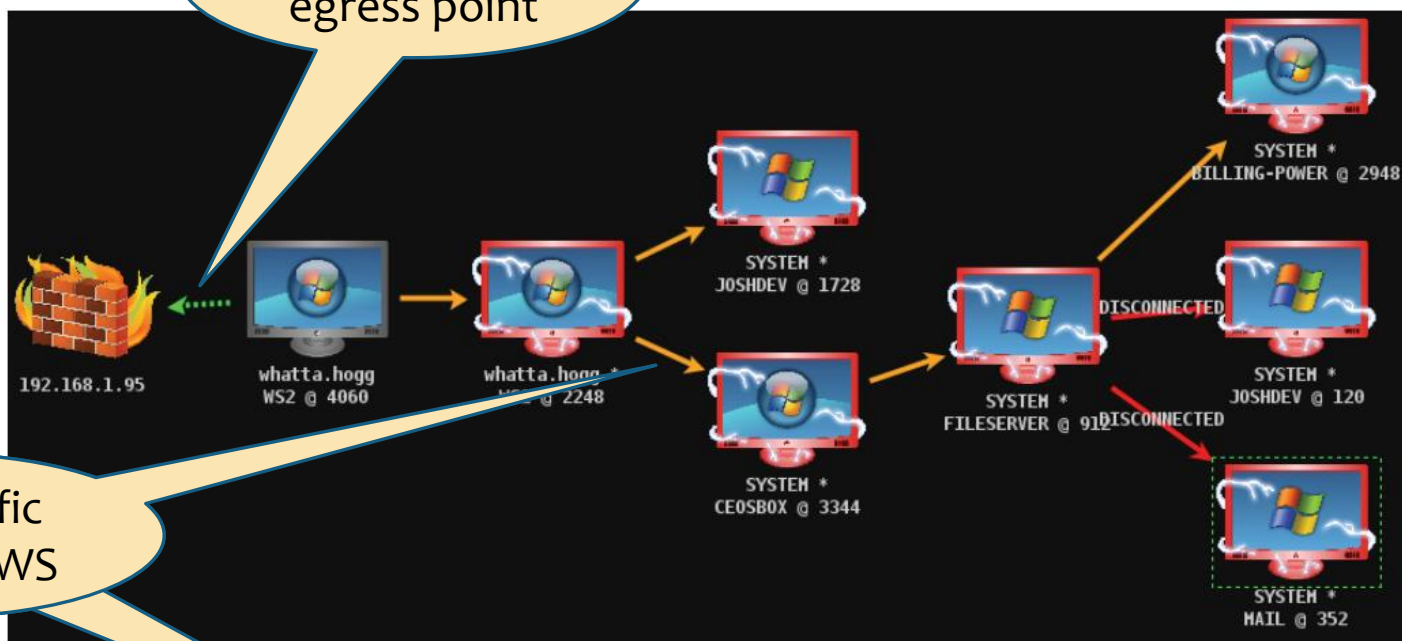 egress point
SYSTEM *
BILLING-POWER @ 2948
SYSTEM *
JOSHDEV @ 1728
192.168.1.95
whatta.hogg
WS2 @ 4060
whatta.hogg *
@ 2248
SYSTEM *
CEOSBOX @ 3344
SYSTEM *
FILESERVER @ 912
DISCONNECTED
DISCONNECTED
SYSTEM *
JOSHDEV @ 120
SYSTEM *
MAIL @ 352
fic
WS